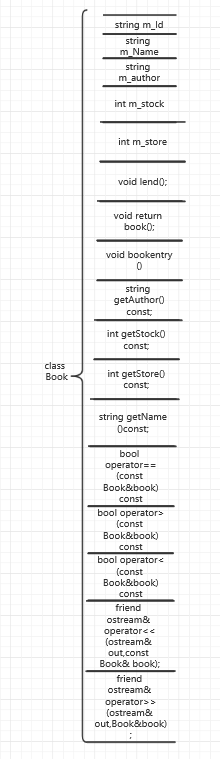 string m_Id
string
m_Name
string
m_author
int m_stock
int m_store
void lend();
void return
book();
void bookentry
()
string
getAuthor()
const;
int getStock()
const;
int getStore()
const;
class
Book
string getName
()const;
bool
operator==
(const
Book&book)
const
bool operator>
(const
Book&book)
const
bool operator<
(const
Book&book)
const
friend
ostream&
operator<<
(ostream&
out,const
Book& book);
friend
ostream&
operator>>
(ostream&
out,Book&book)
;